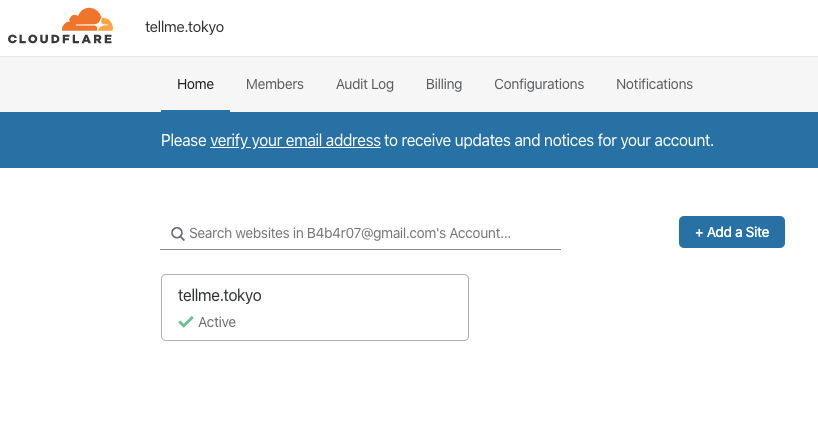 CLOUDFLARE
tellme.tokyo
Home Members Audit Log Billing Configurations Notifications
Please verify your email address to receive updates and notices for your account.
Search websites in B4b4r07@gmail.com's Account...
+ Add a Site
tellme.tokyo
Active